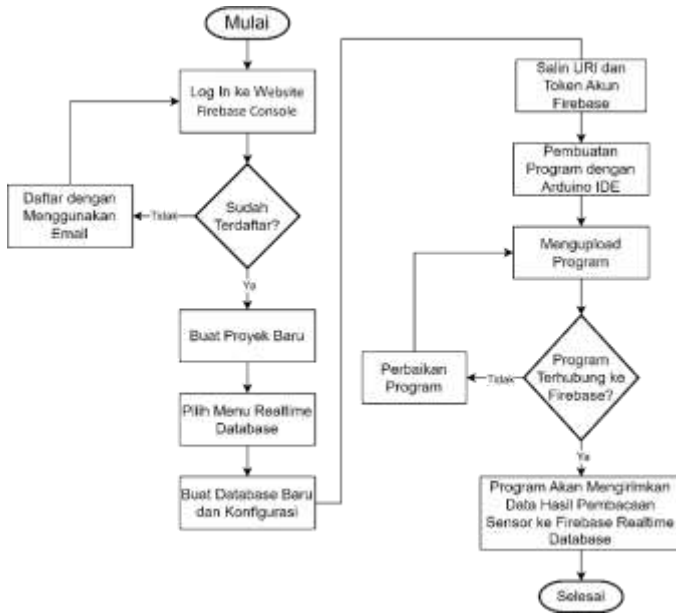 Mulai
Log In ke Website
Firebase Console
Sudah
Terdaftar?
Tidak
Daftar dengan
Menggunakan
Email
Ya
Buat Proyek Baru
Pilih Menu Realtime
Database
Buat Database Baru
dan Konfigurasi
Salin URI dan
Token Akun
Firebase
Pembuatan
Program dengan
Arduino IDE
Mengupload
Program
Program
Terhubung ke
Firebase?
Tidak
Perbaikan
Program
Ya
Program Akan Mengirimkan
Data Hasil Pembacaan
Sensor ke Firebase Realtime
Database
Selesai